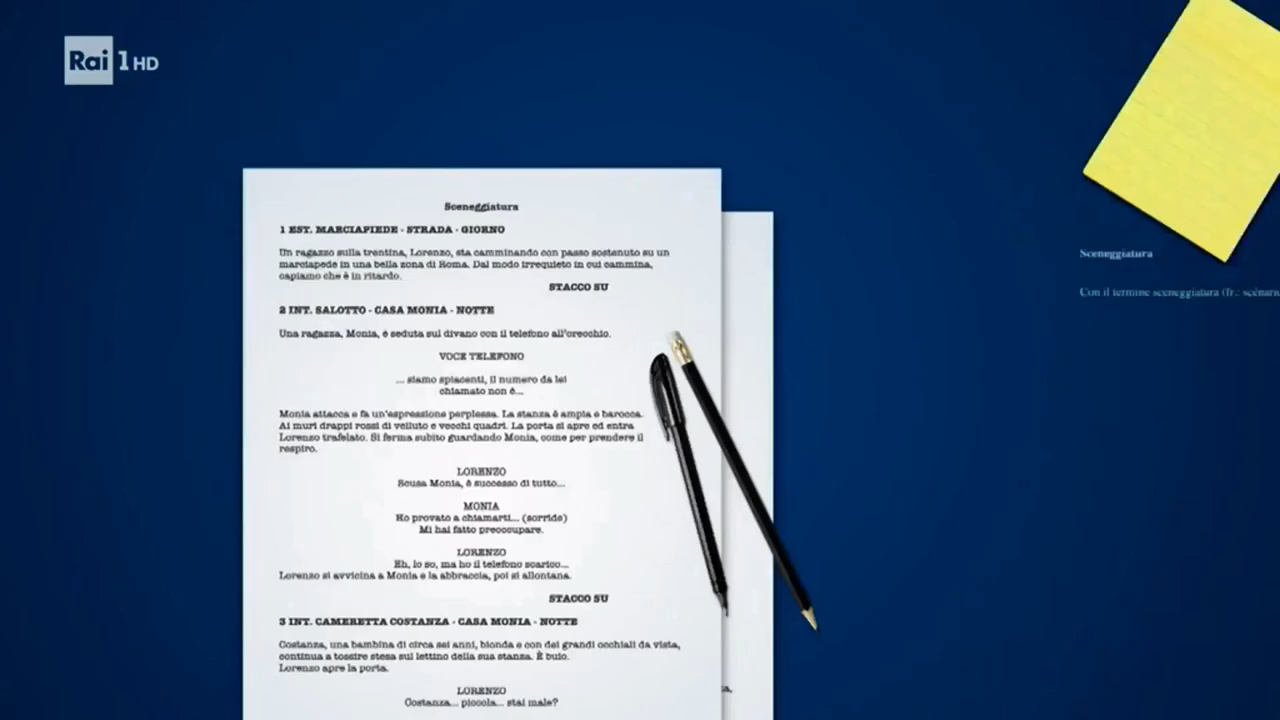 Rai 1 HD
Sceneggiatura
1 EST. MARCIAPIEDE - STRADA - GIORNO
Un ragazzo sulla trentina, Lorenzo, sta camminando con passo sostenuto su un
marciapede in una bella zona di Roma. Dal modo irrequieto in cui cammina,
capiamo che è in ritardo.
STACCO SU
2 INT. SALOTTO - CASA MONIA - NOTTE
Una ragazza, Monia, è seduta sul divano con il telefono all'orecchio.
VOCE TELEFONO
... siamo spiacenti, il numero da lei
chiamato non è...
Monia attacca e fa un'espressione perplessa. La stanza è ampia e barocca.
Ai muri drappi rossi di velluto e vecchi quadri. La porta si apre ed entra
Lorenzo trafelato. Si ferma subito guardando Monia, come per prendere il
respiro.
LORENZO
Scusa Monia, è successo di tutto...
MONIA
Ho provato a chiamarti... (sorride)
Mi hai fatto preoccupare.
LORENZO
Eh, lo so, ma ho il telefono scarico...
Lorenzo si avvicina a Monia e la abbraccia, poi si allontana.
STACCO SU
3 INT. CAMERETTA COSTANZA - CASA MONIA - NOTTE
Costanza, una bambina di circa sei anni, bionda e con dei grandi occhiali da vista,
continua a tossire stesa sul lettino della sua stanza. È buio.
Lorenzo apre la porta.
LORENZO
Costanza... piccola... stai male?
Sceneggiatura
Con il termine sceneggiatura (fr.: scénari